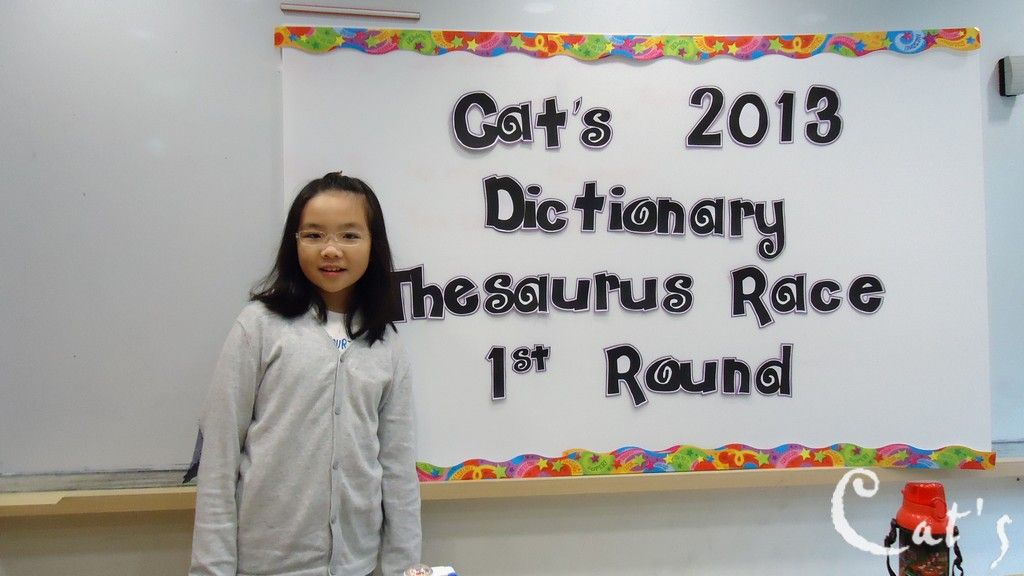 Cat's 2013
Dictionary
Thesaurus Race
1st Round
Cat's